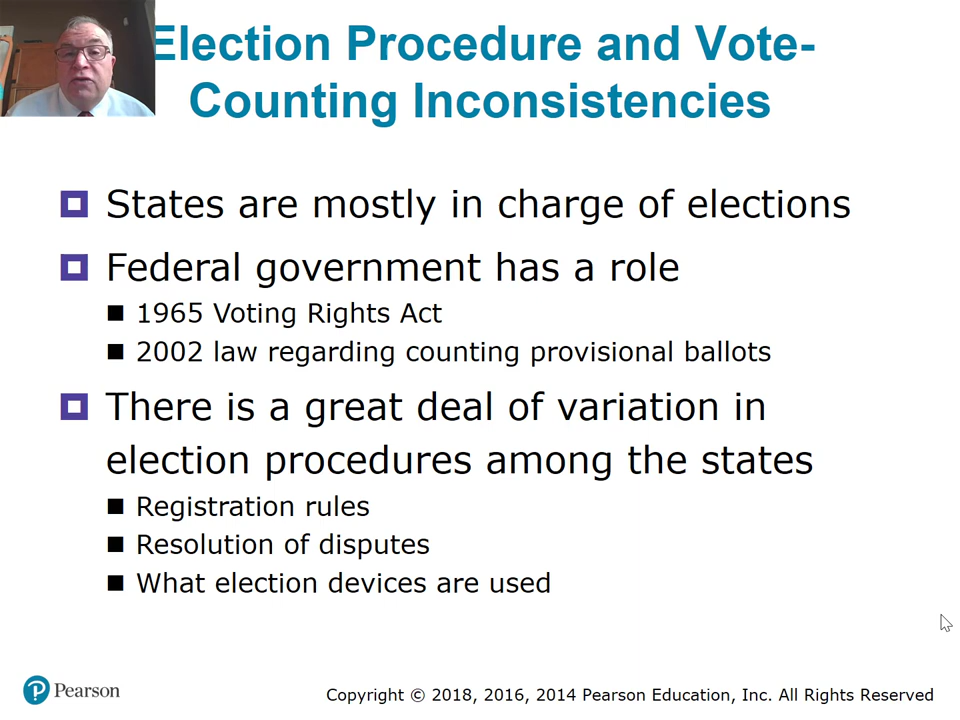 Election Procedure and Vote-
Counting Inconsistencies
States are mostly in charge of elections
Federal government has a role
1965 Voting Rights Act
2002 law regarding counting provisional ballots
There is a great deal of variation in
election procedures among the states
Registration rules
Resolution of disputes
What election devices are used
Pearson
Copyright © 2018, 2016, 2014 Pearson Education, Inc. All Rights Reserved